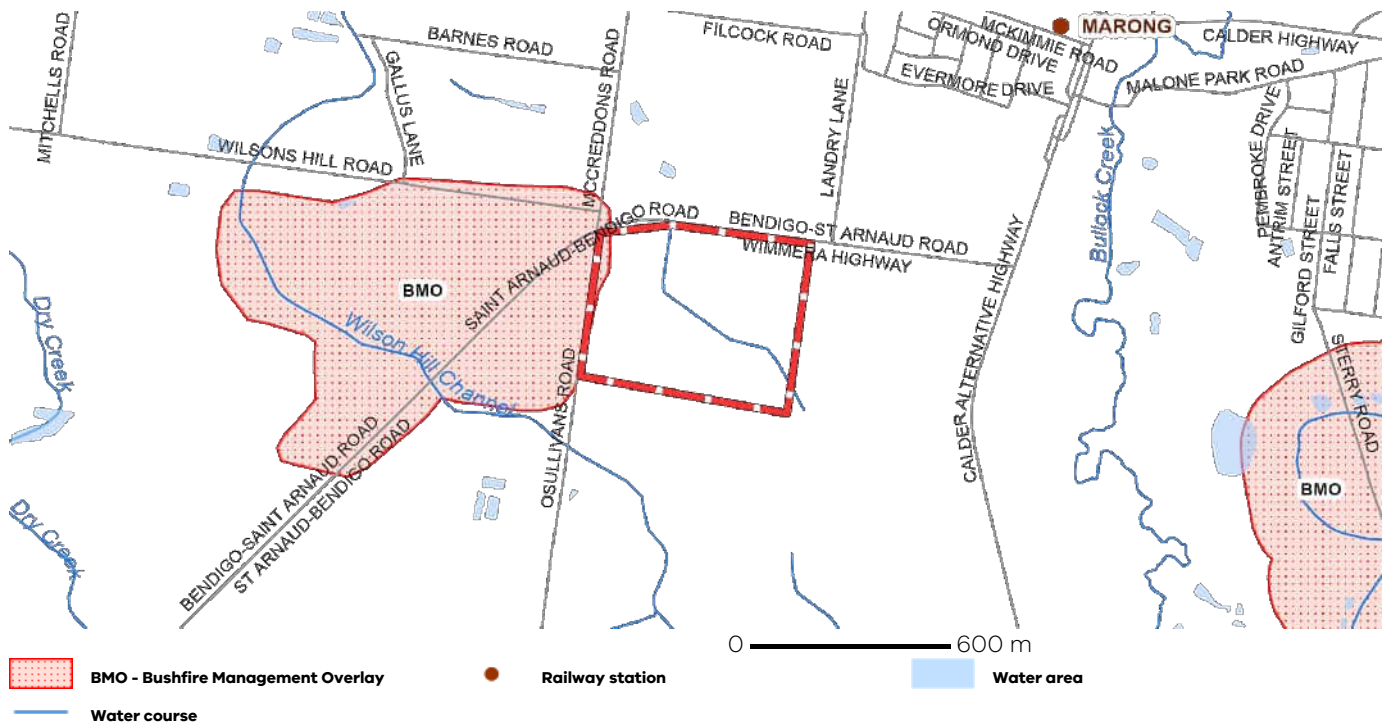 MITCHELLS ROAD
BARNES ROAD
GALLUS LANE
MCCREDDONS ROAD
FILCOCK ROAD
ORMOND DRIVE
MCKIMMIE ROAD
MARONG
CALDER HIGHWAY
EVERMORE DRIVE
MALONE PARK ROAD
LANDRY LANE
WILSONS HILL ROAD
PEMBROKE DRIVE
ANTRIM STREET
GILFORD STREET
FALLS STREET
Bullock Creek
BENDIGO-ST ARNAUD ROAD
WIMMERA HIGHWAY
SAINT ARNAUD-BENDIGO ROAD
BMO
Wilson Hill Channel
Dry Creek
CALDER ALTERNATIVE HIGHWAY
STERRY ROAD
OSULLIVANS ROAD
BENDIGO-SAINT ARNAUD-ROAD
ST ARNAUD-BENDIGO ROAD
BMO
Dry Creek
0 600 m
BMO - Bushfire Management Overlay
Railway station
Water area
Water course